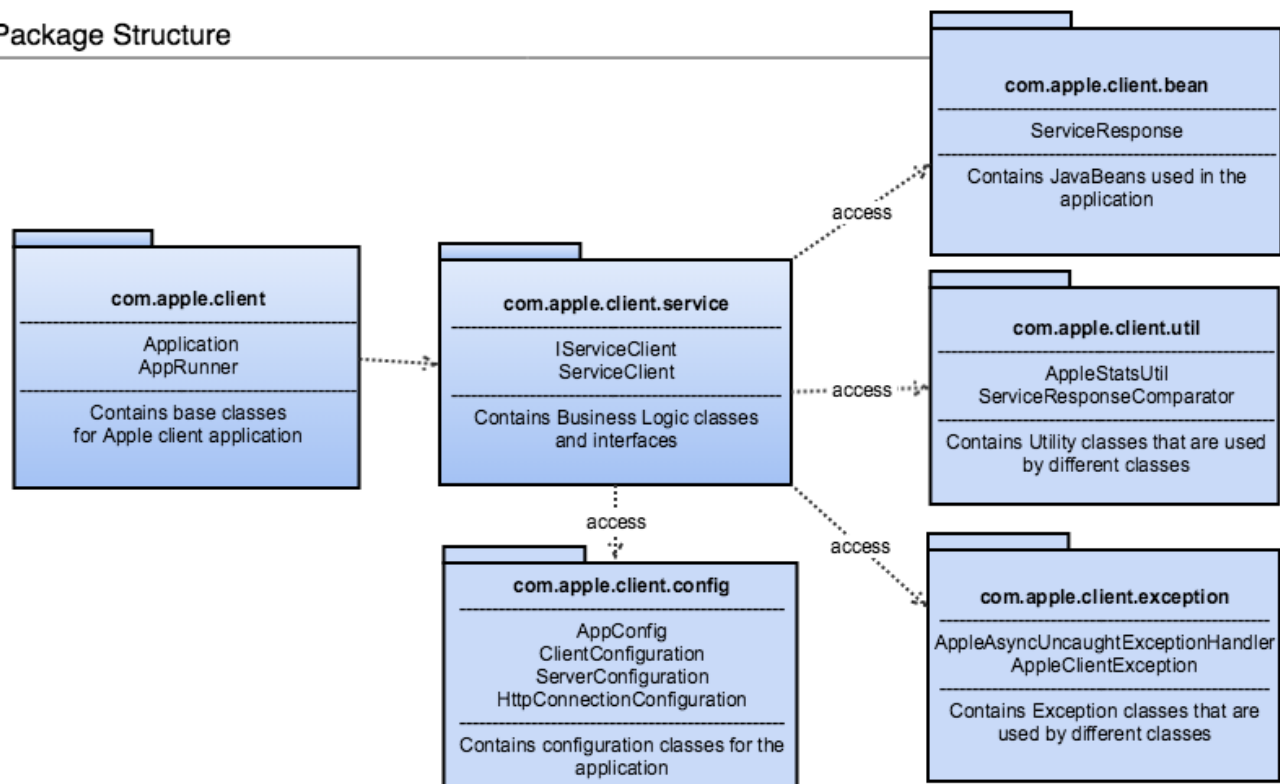 Package Structure
com.apple.client.bean
ServiceResponse
Contains JavaBeans used in the
application
access
com.apple.client
Application
AppRunner
Contains base classes
for Apple client application
com.apple.client.service
IServiceClient
ServiceClient
Contains Business Logic classes
and interfaces
access
com.apple.client.util
AppleStatsUtil
ServiceResponseComparator
Contains Utility classes that are used
by different classes
access
access
com.apple.client.config
AppConfig
ClientConfiguration
ServerConfiguration
HttpConnectionConfiguration
Contains configuration classes for the
application
com.apple.client.exception
AppleAsyncUncaughtExceptionHandler
AppleClientException
Contains Exception classes that are
used by different classes